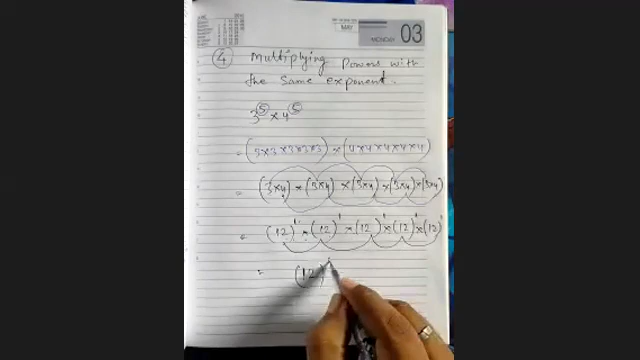 MAY
MONDAY 03
④ Multiplying Powers with
the Same exponent.
3⁵ × 4⁵
= (3×3×3×3×3) × (4×4×4×4×4)
= (3×4) × (3×4) × (3×4) × (3×4) × (3×4)
= (12)¹ × (12)¹ × (12)¹ × (12)¹ × (12)¹
= (12)